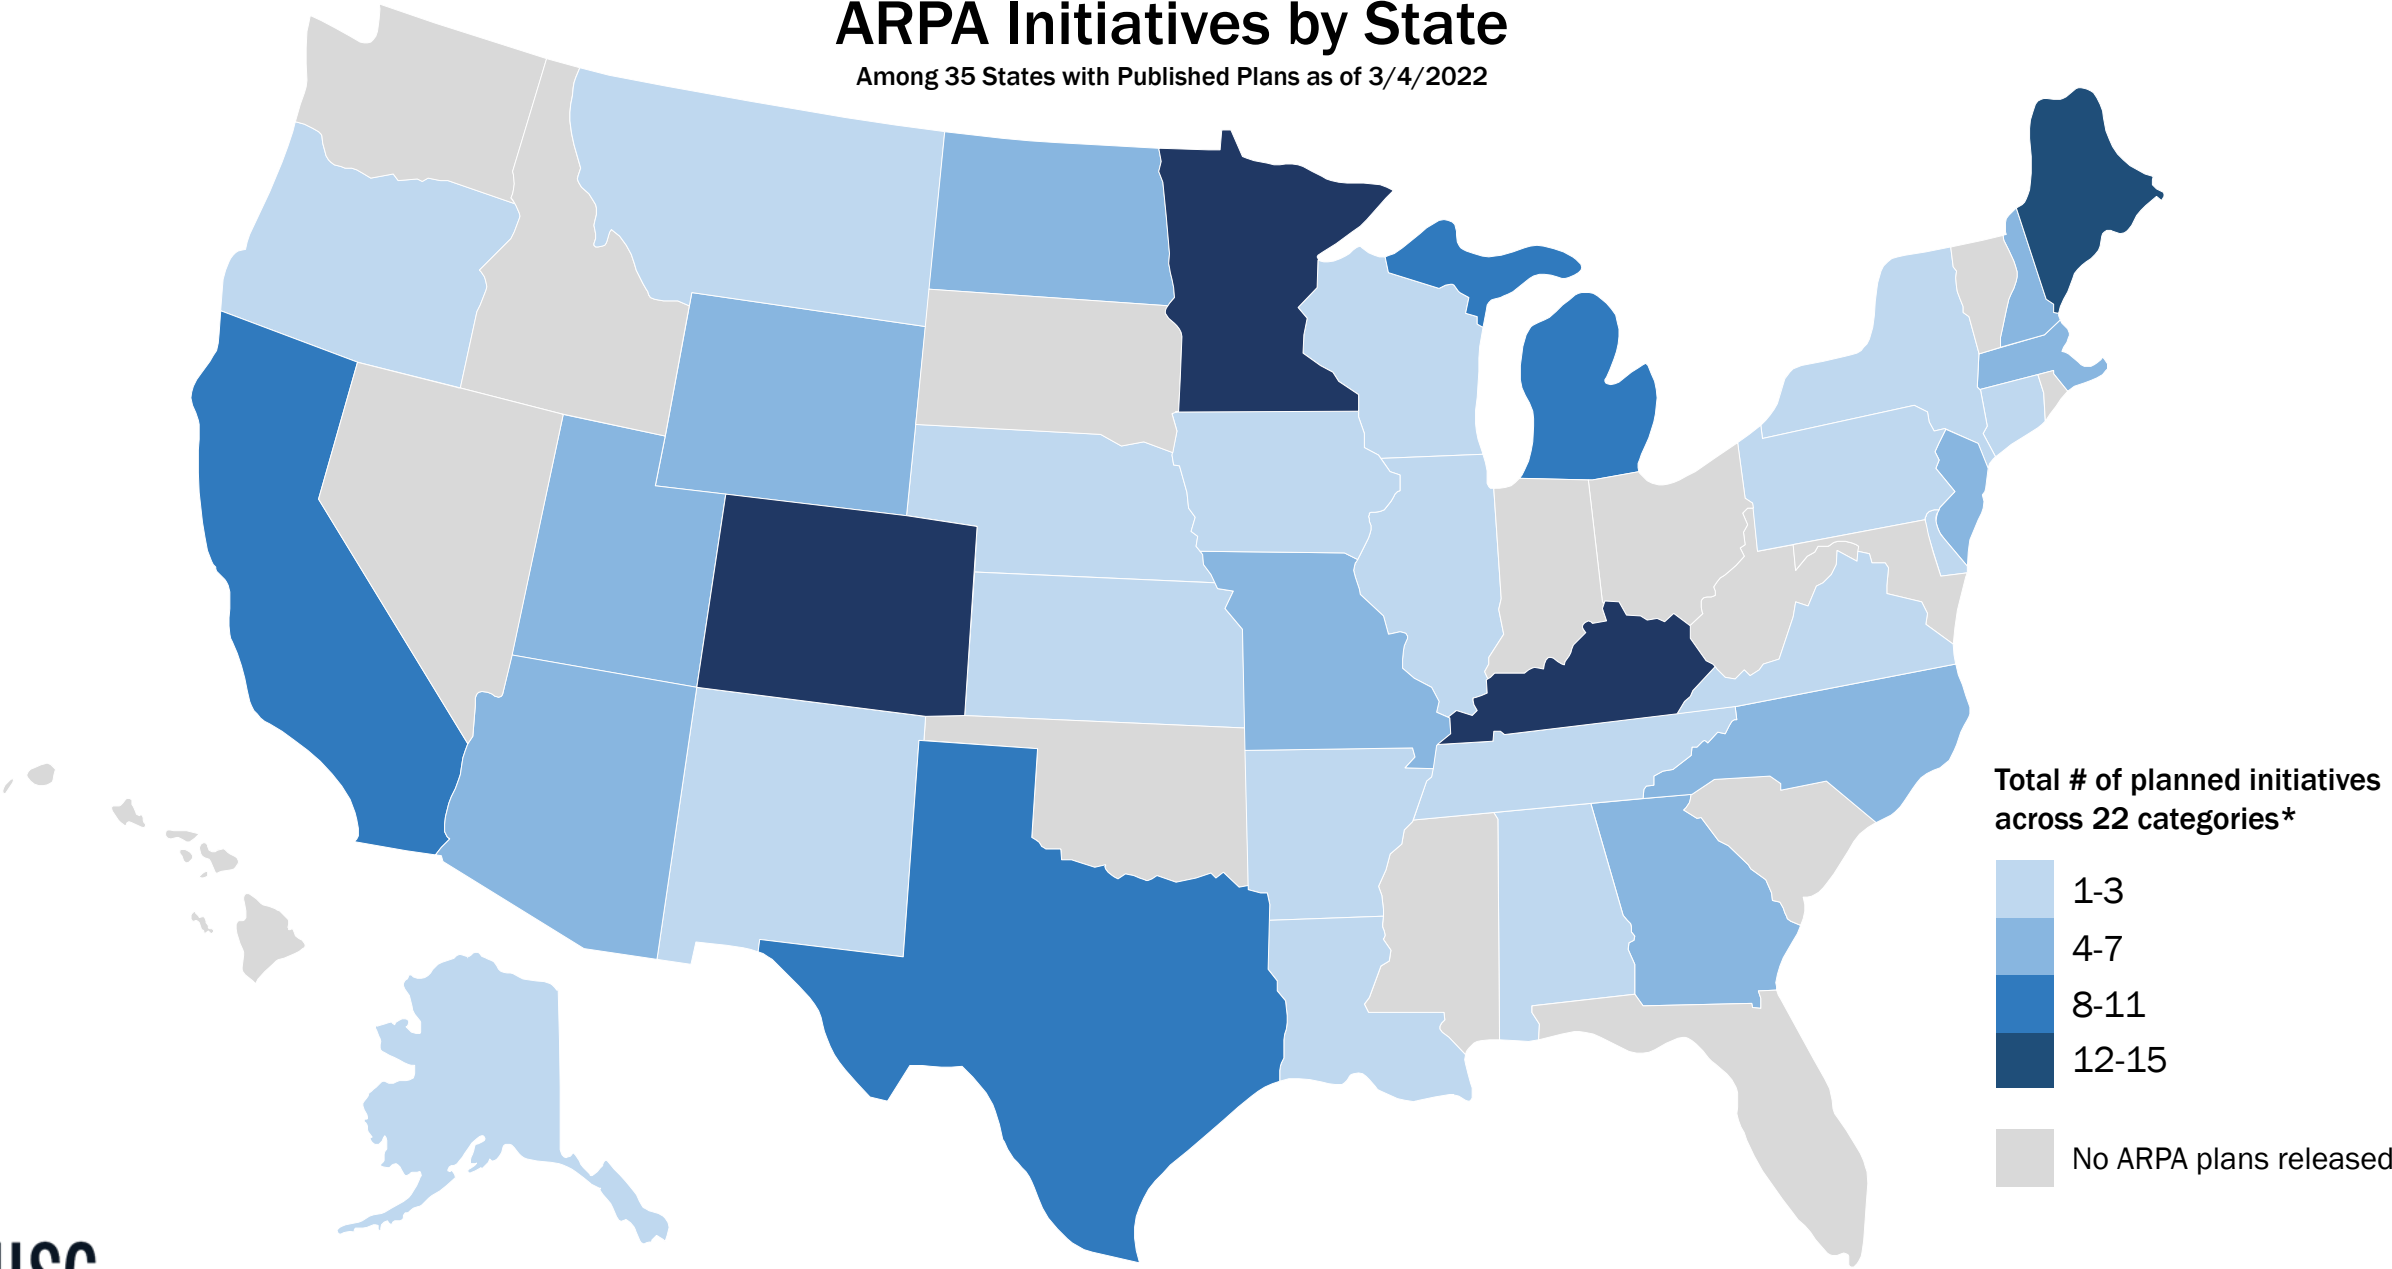 ARPA Initiatives by State
Among 35 States with Published Plans as of 3/4/2022
Total # of planned initiatives
across 22 categories*
1-3
4-7
8-11
12-15
No ARPA plans released